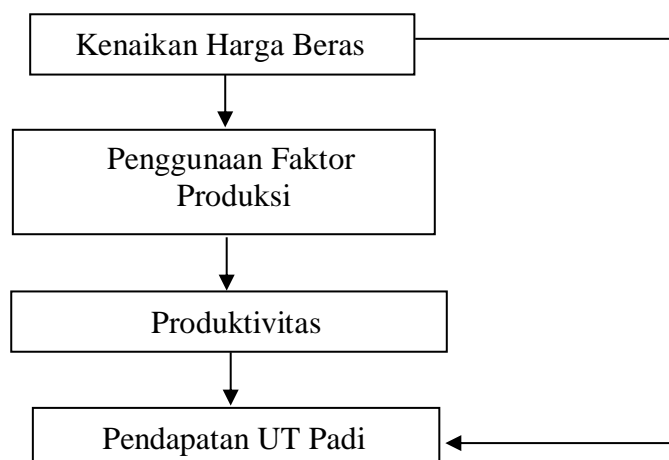 Kenaikan Harga Beras
Penggunaan Faktor
Produksi
Produktivitas
Pendapatan UT Padi